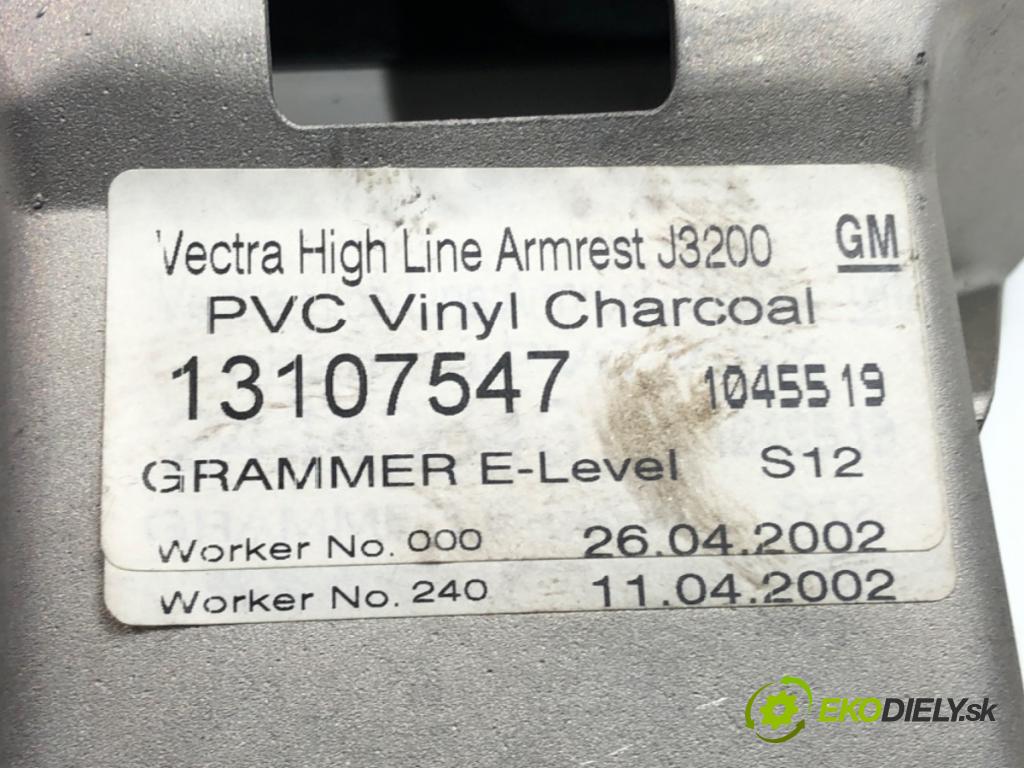 Vectra High Line Armrest J3200 GM
PVC Vinyl Charcoal
13107547 1045519
GRAMMER E-Level S12
Worker No. 000 26.04.2002
Worker No. 240 11.04.2002
EKODIELY.sk